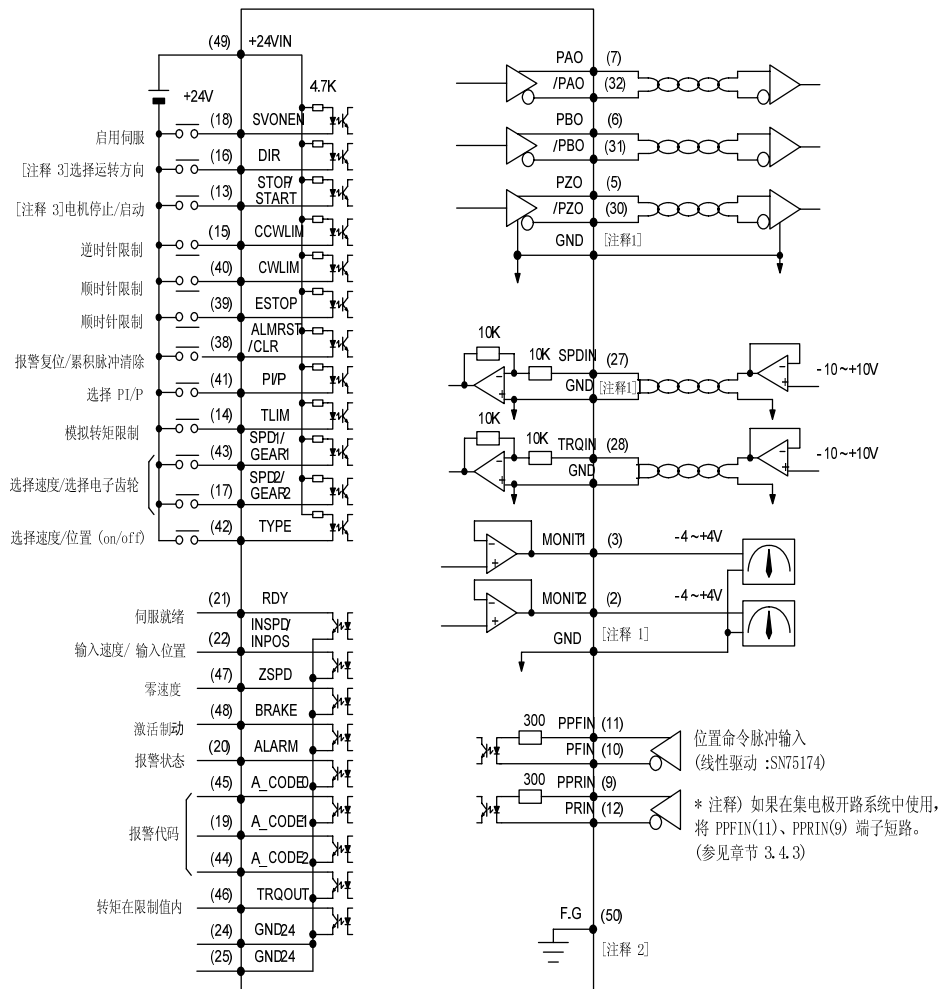 (49) +24VIN
4.7K
+24V
启用伺服 (18) SVONEN
[注释 3]选择运转方向 (16) DIR
[注释 3]电机停止/启动 (13) STOP/
START
逆时针限制 (15) CCWLIM
顺时针限制 (40) CWLIM
顺时针限制 (39) ESTOP
报警复位/累积脉冲清除 (38) ALMRST
/CLR
选择 PI/P (41) PI/P
模拟转矩限制 (14) TLIM
选择速度/选择电子齿轮
(43) SPD1/
GEAR1
(17) SPD2/
GEAR2
选择速度/位置 (on/off) (42) TYPE
伺服就绪 (21) RDY
输入速度/ 输入位置 (22) INSPD/
INPOS
零速度 (47) ZSPD
激活制动 (48) BRAKE
报警状态 (20) ALARM
报警代码
(45) A_CODE0
(19) A_CODE1
(44) A_CODE2
转矩在限制值内 (46) TRQOUT
(24) GND24
(25) GND24
PAO (7)
/PAO (32)
PBO (6)
/PBO (31)
PZO (5)
/PZO (30)
GND [注释1]
10K
10K SPDIN (27)
GND [注释1]
-10~+10V
10K
10K TRQIN (28)
GND
-10~+10V
MONIT1 (3) -4~+4V
MONIT2 (2) -4~+4V
GND [注释 1]
300 PPFIN (11)
PFIN (10)
位置命令脉冲输入
(线性驱动 :SN75174)
300 PPRIN (9)
PRIN (12)
* 注释) 如果在集电极开路系统中使用，
将 PPFIN(11)、PPRIN(9) 端子短路。
(参见章节 3.4.3)
F.G (50)
[注释 2]